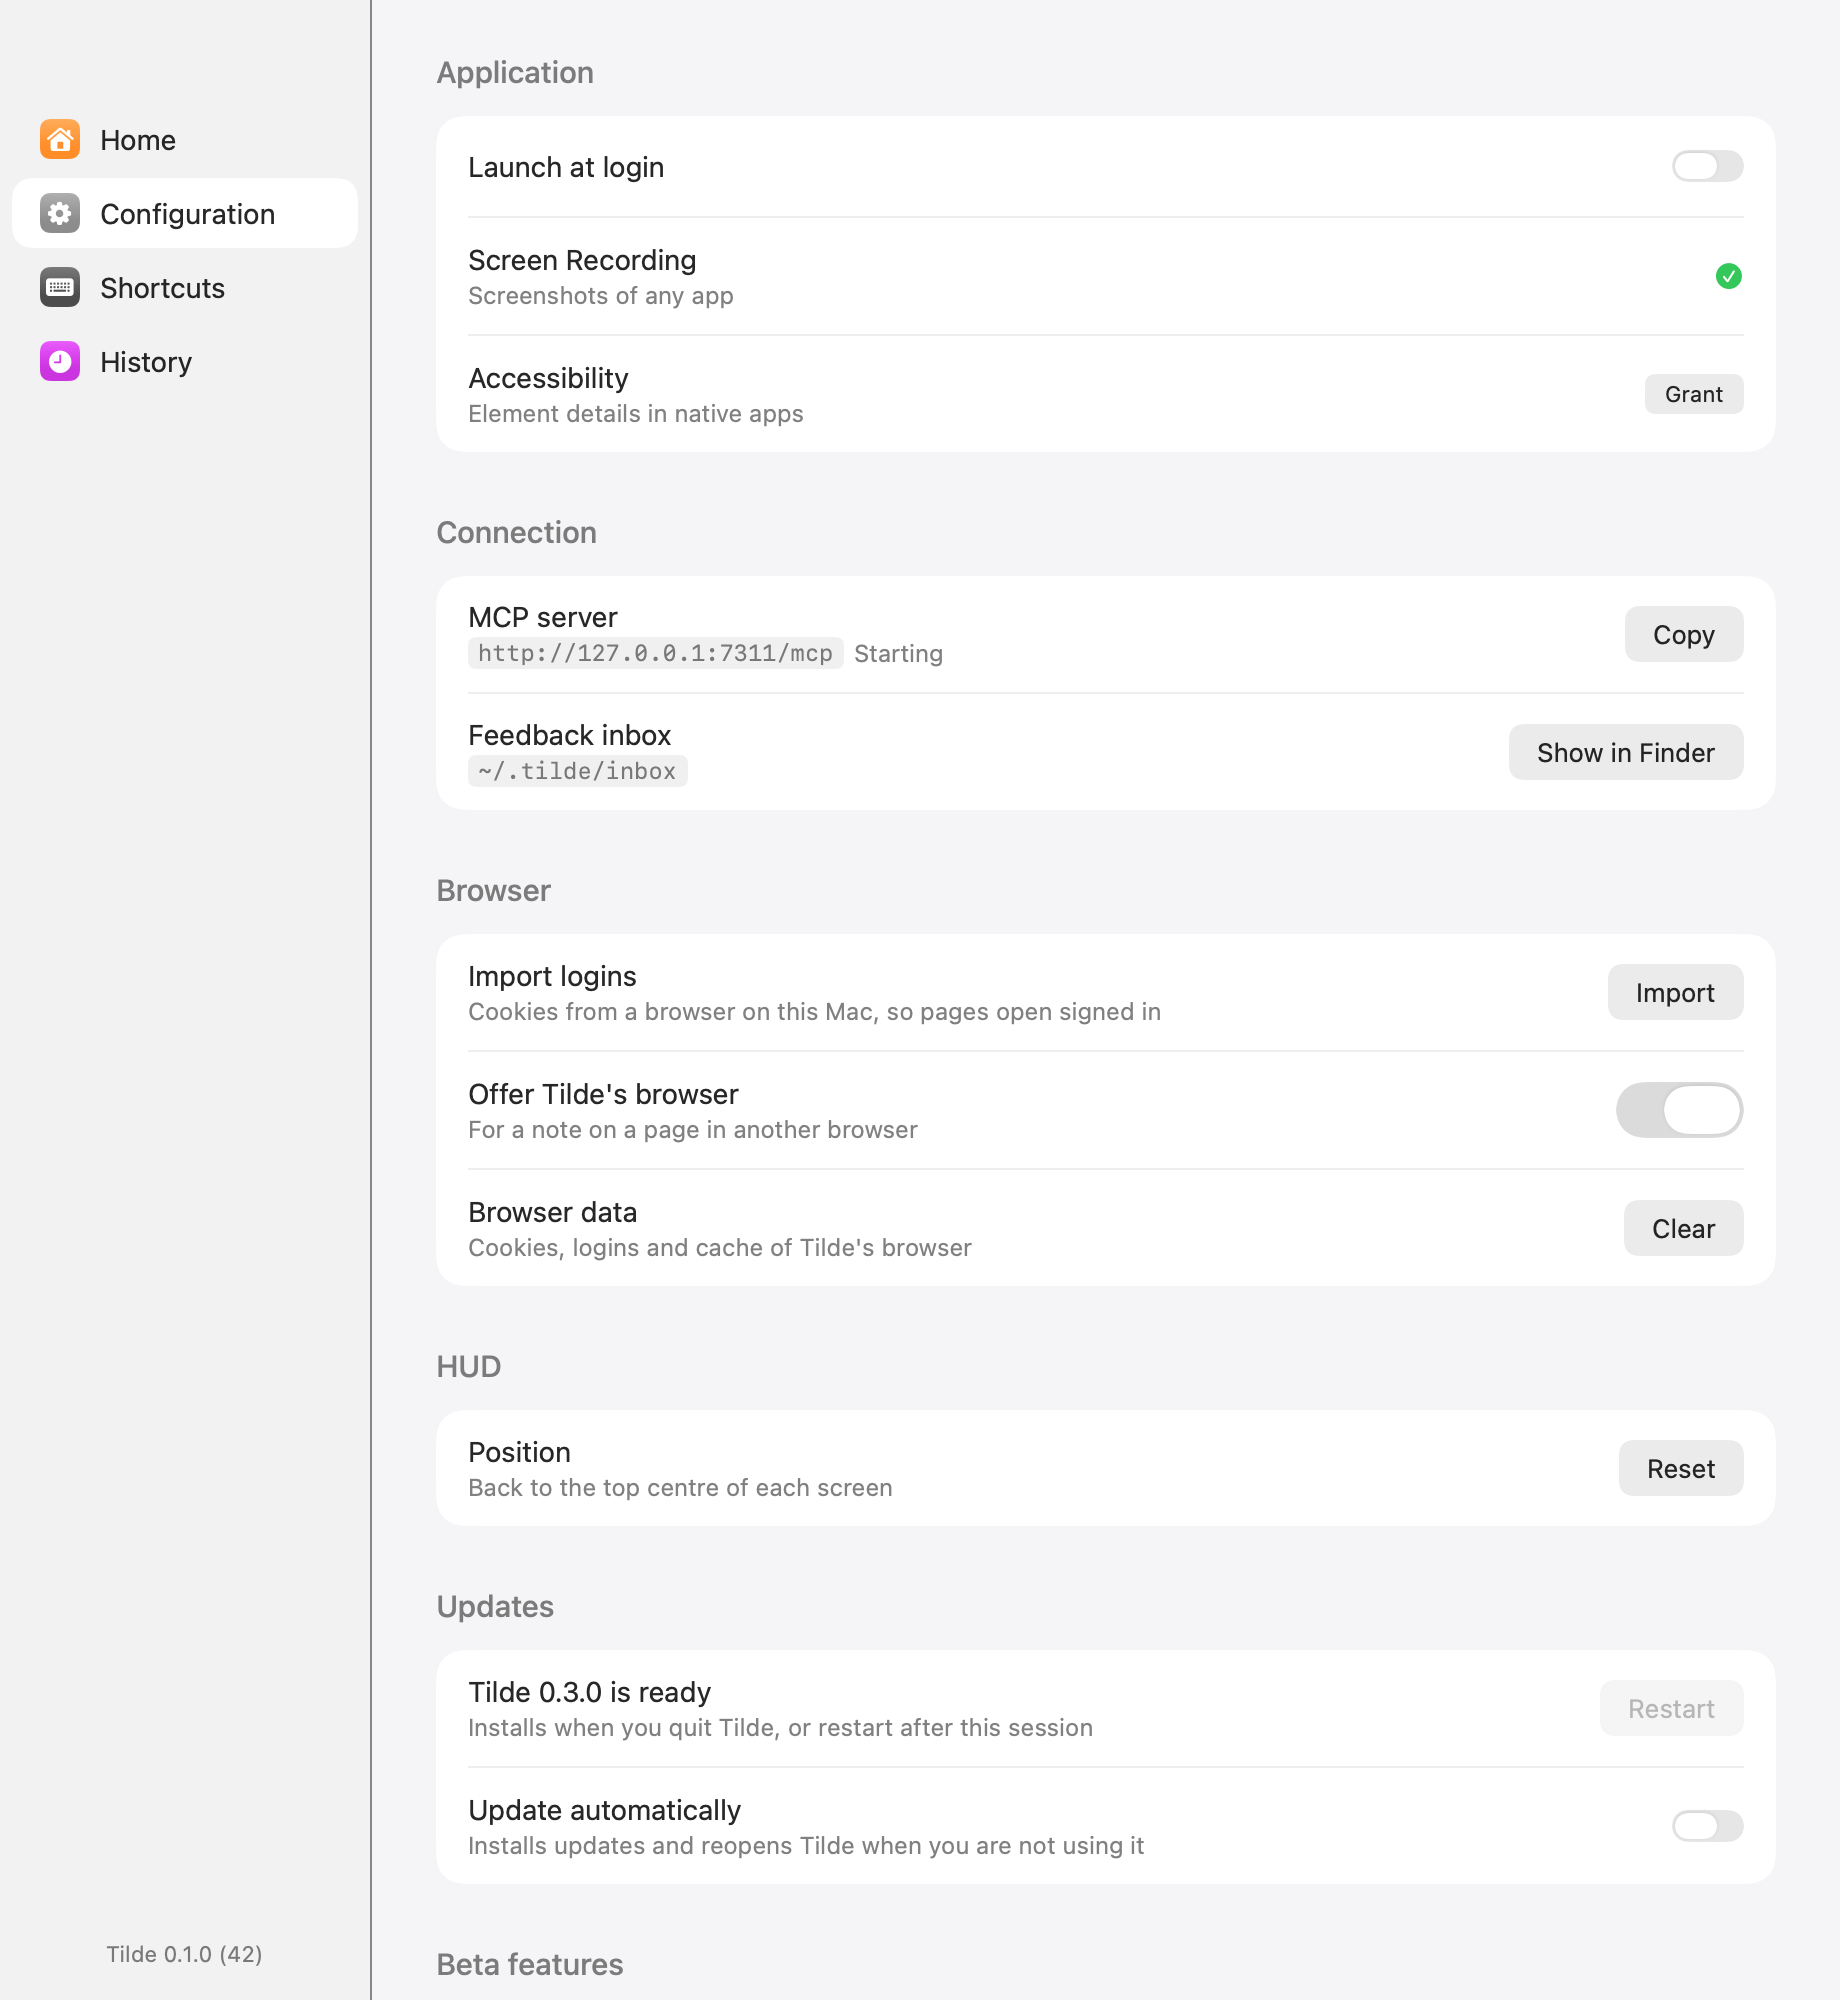 Home
Configuration
Shortcuts
History
Tilde 0.1.0 (42)
Application
Launch at login
Screen Recording
Screenshots of any app
Accessibility
Element details in native apps
Grant
Connection
MCP server
http://127.0.0.1:7311/mcp Starting
Copy
Feedback inbox
~/.tilde/inbox
Show in Finder
Browser
Import logins
Cookies from a browser on this Mac, so pages open signed in
Import
Offer Tilde's browser
For a note on a page in another browser
Browser data
Cookies, logins and cache of Tilde's browser
Clear
HUD
Position
Back to the top centre of each screen
Reset
Updates
Tilde 0.3.0 is ready
Installs when you quit Tilde, or restart after this session
Restart
Update automatically
Installs updates and reopens Tilde when you are not using it
Beta features